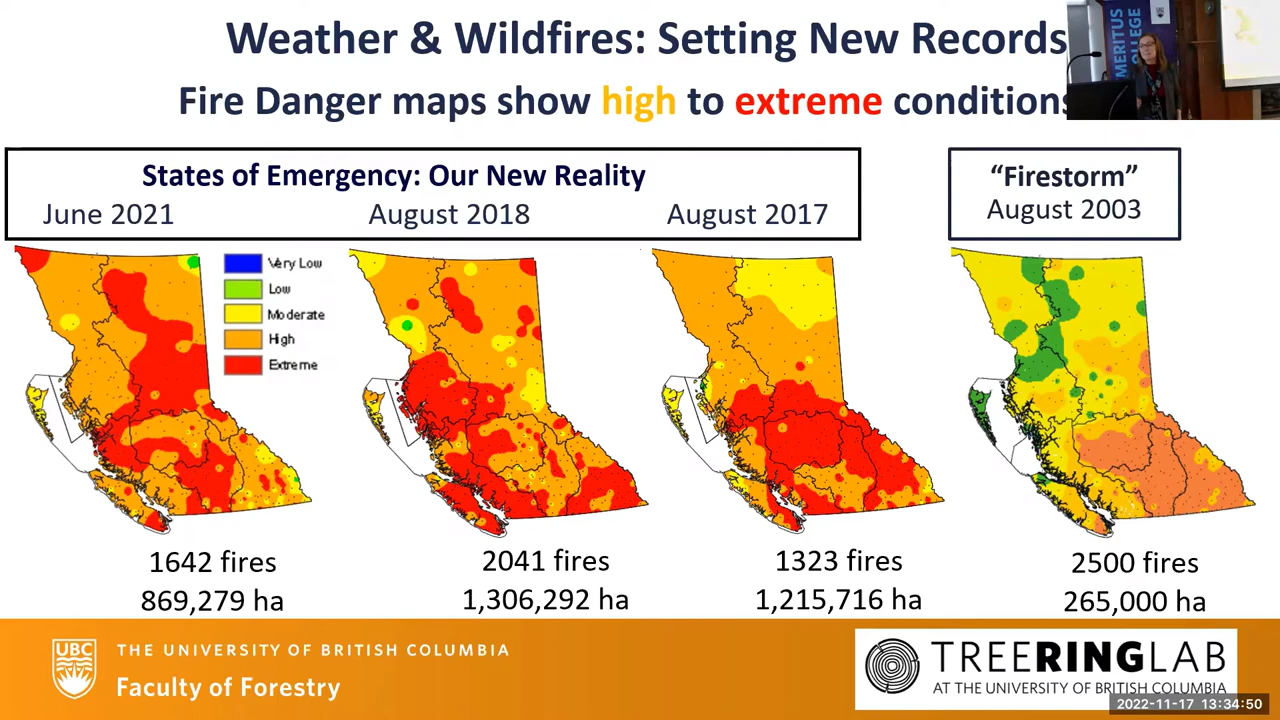 Weather & Wildfires: Setting New Records
Fire Danger maps show high to extreme conditions
EMERITUS
COLLEGE
States of Emergency: Our New Reality
June 2021 August 2018 August 2017
“Firestorm”
August 2003
Very Low
Low
Moderate
High
Extreme
1642 fires
869,279 ha
2041 fires
1,306,292 ha
1323 fires
1,215,716 ha
2500 fires
265,000 ha
UBC
THE UNIVERSITY OF BRITISH COLUMBIA
Faculty of Forestry
TREERINGLAB
AT THE UNIVERSITY OF BRITISH COLUMBIA
2022-11-17 13:34:50